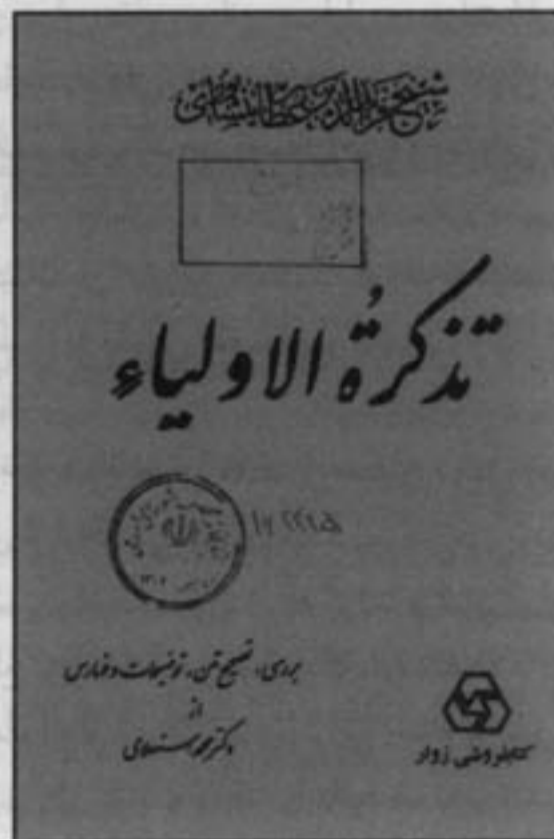 شیخ فریدالدین عطار نیشابوری
تذکرةُ الاولیاء
بررسی، تصحیح متن، توضیحات و فهارس
از
دکتر محمد استعلامی
کتابفروشی زوار